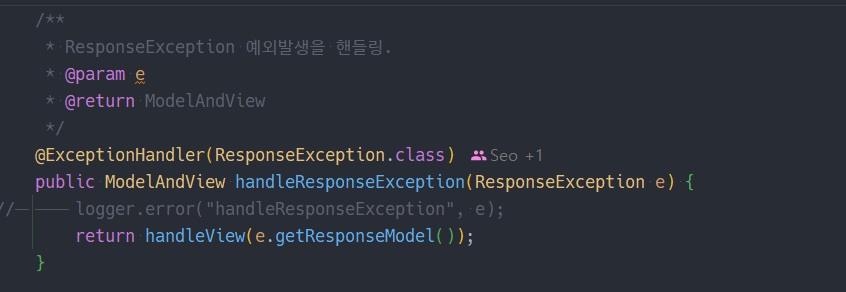 /**
* ResponseException 예외발생을 핸들링.
* @param e
* @return ModelAndView
*/
@ExceptionHandler(ResponseException.class) Seo +1
public ModelAndView handleResponseException(ResponseException e) {
// logger.error("handleResponseException", e);
return handleView(e.getResponseModel());
}